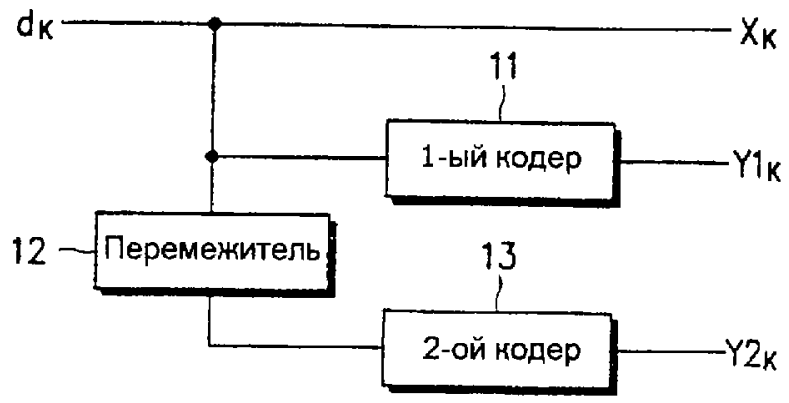 dк Xк
11
1-ый кодер Y1к
12 Перемежитель
13
2-ой кодер Y2к